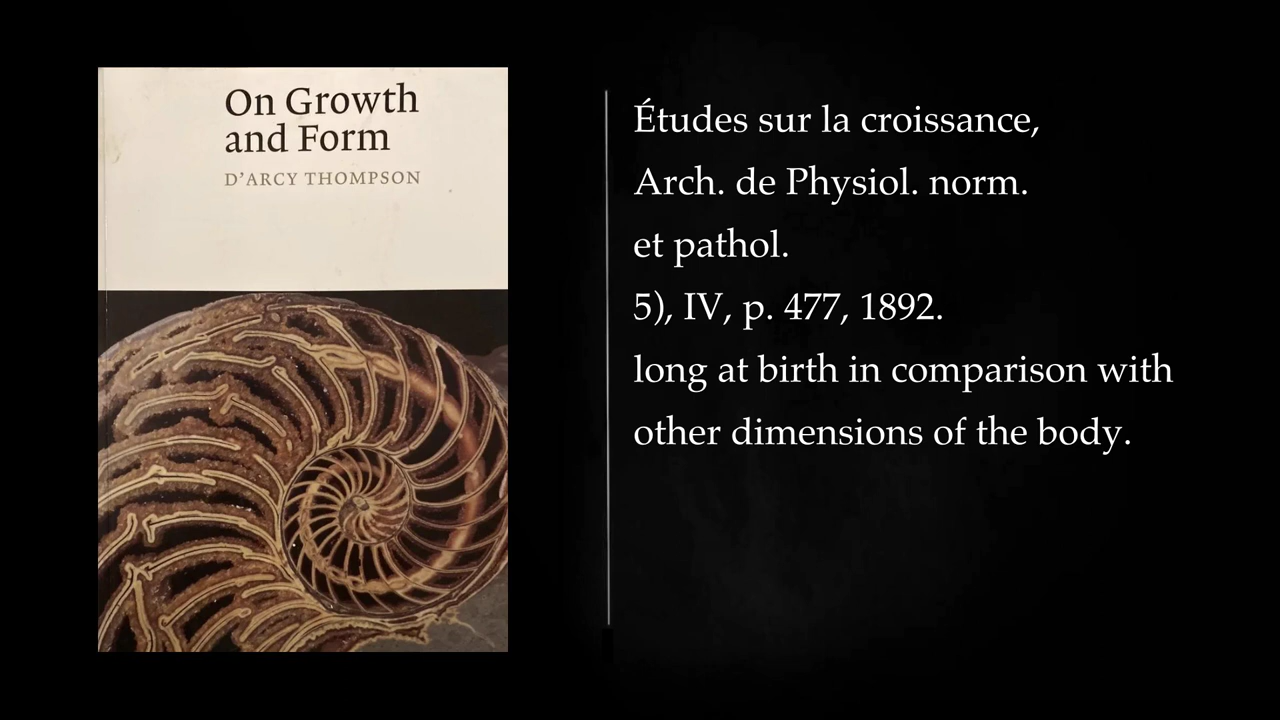 On Growth
and Form
D'ARCY THOMPSON
Études sur la croissance,
Arch. de Physiol. norm.
et pathol.
5), IV, p. 477, 1892.
long at birth in comparison with
other dimensions of the body.